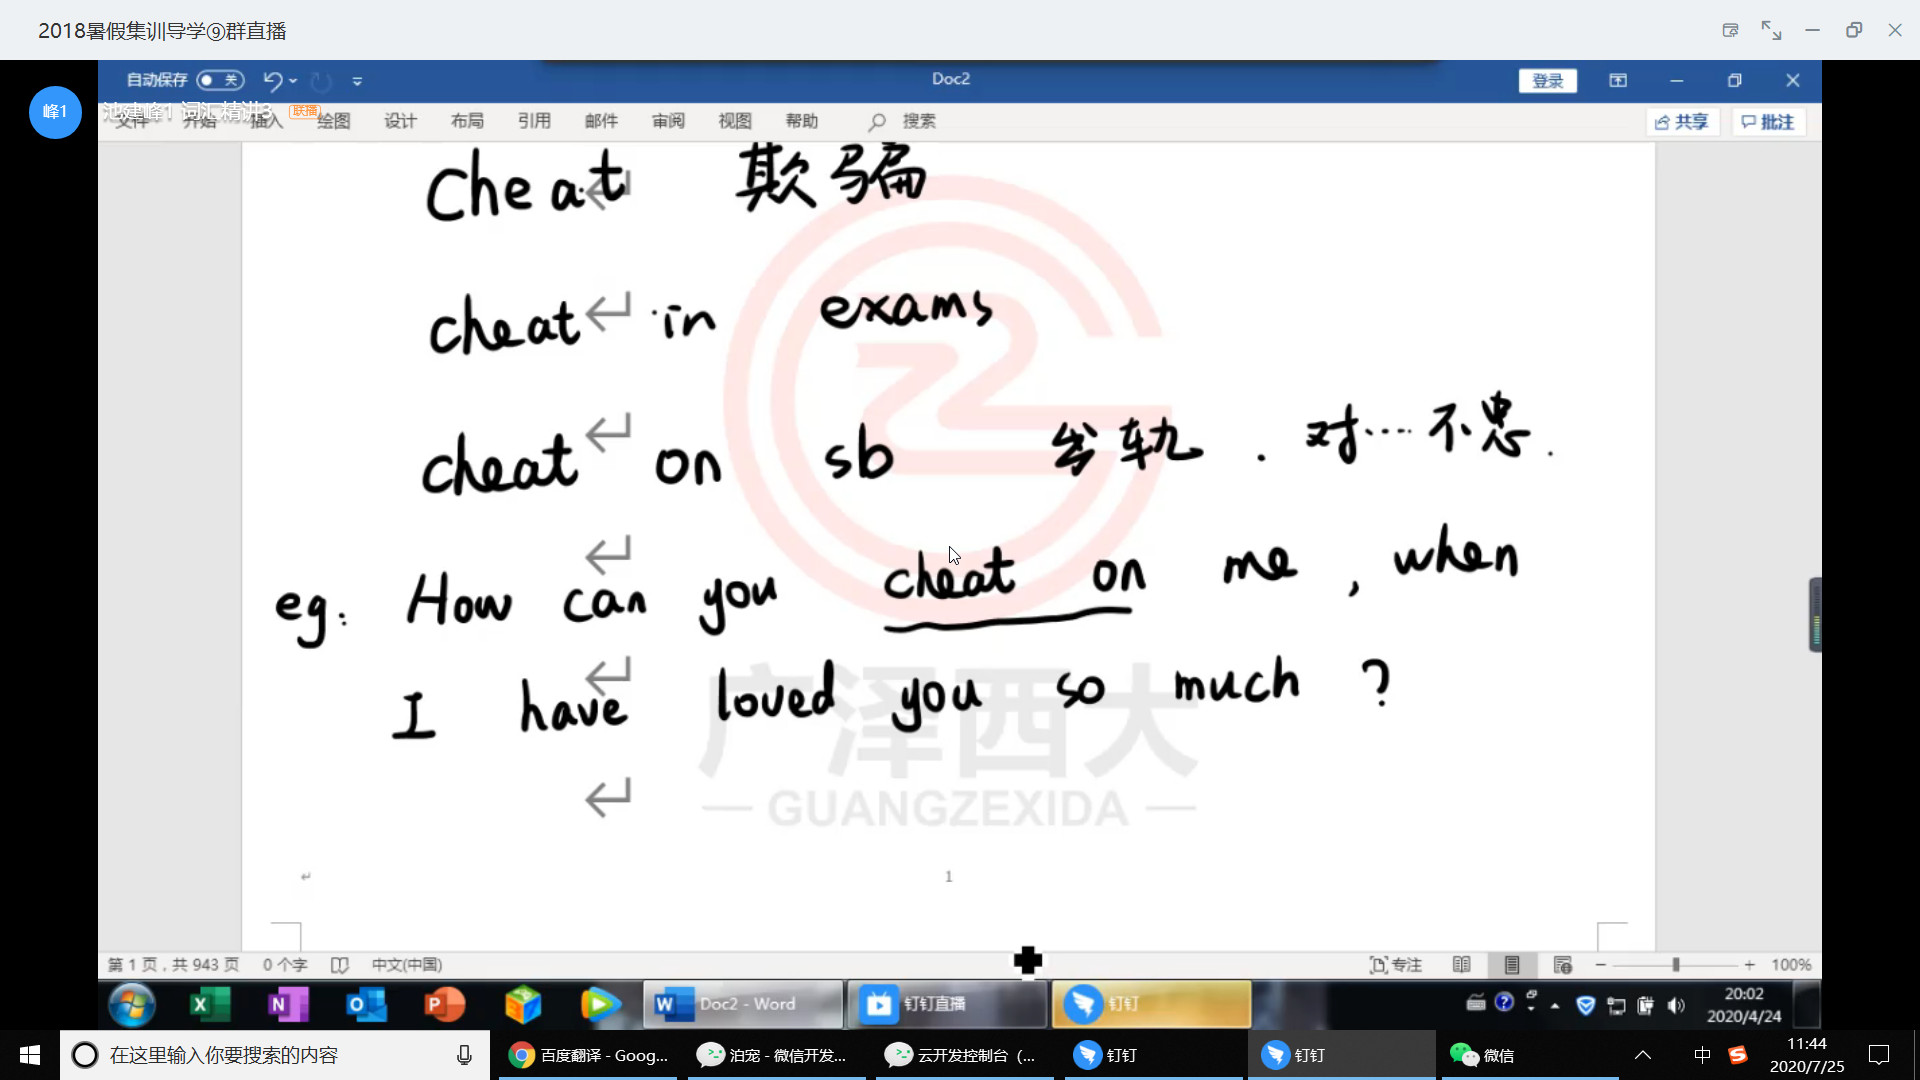 2018暑假集训导学⑨群直播
自动保存 关 Doc2 登录
峰1 池建峰1 词汇精讲3 联播
文件 开始 插入 绘图 设计 布局 引用 邮件 审阅 视图 帮助 搜索 共享 批注
cheat 欺骗
cheat in exams
cheat on sb 出轨. 对…不忠.
eg: How can you cheat on me, when
I have loved you so much ?
广泽西大
— GUANGZEXIDA —
1
第 1 页，共 943 页 0 个字 中文(中国) 专注 100%
Doc2 - Word 钉钉直播 钉钉 20:02
2020/4/24
在这里输入你要搜索的内容 百度翻译 - Goog... 泊宠 - 微信开发... 云开发控制台 (... 钉钉 钉钉 微信 中 11:44
2020/7/25